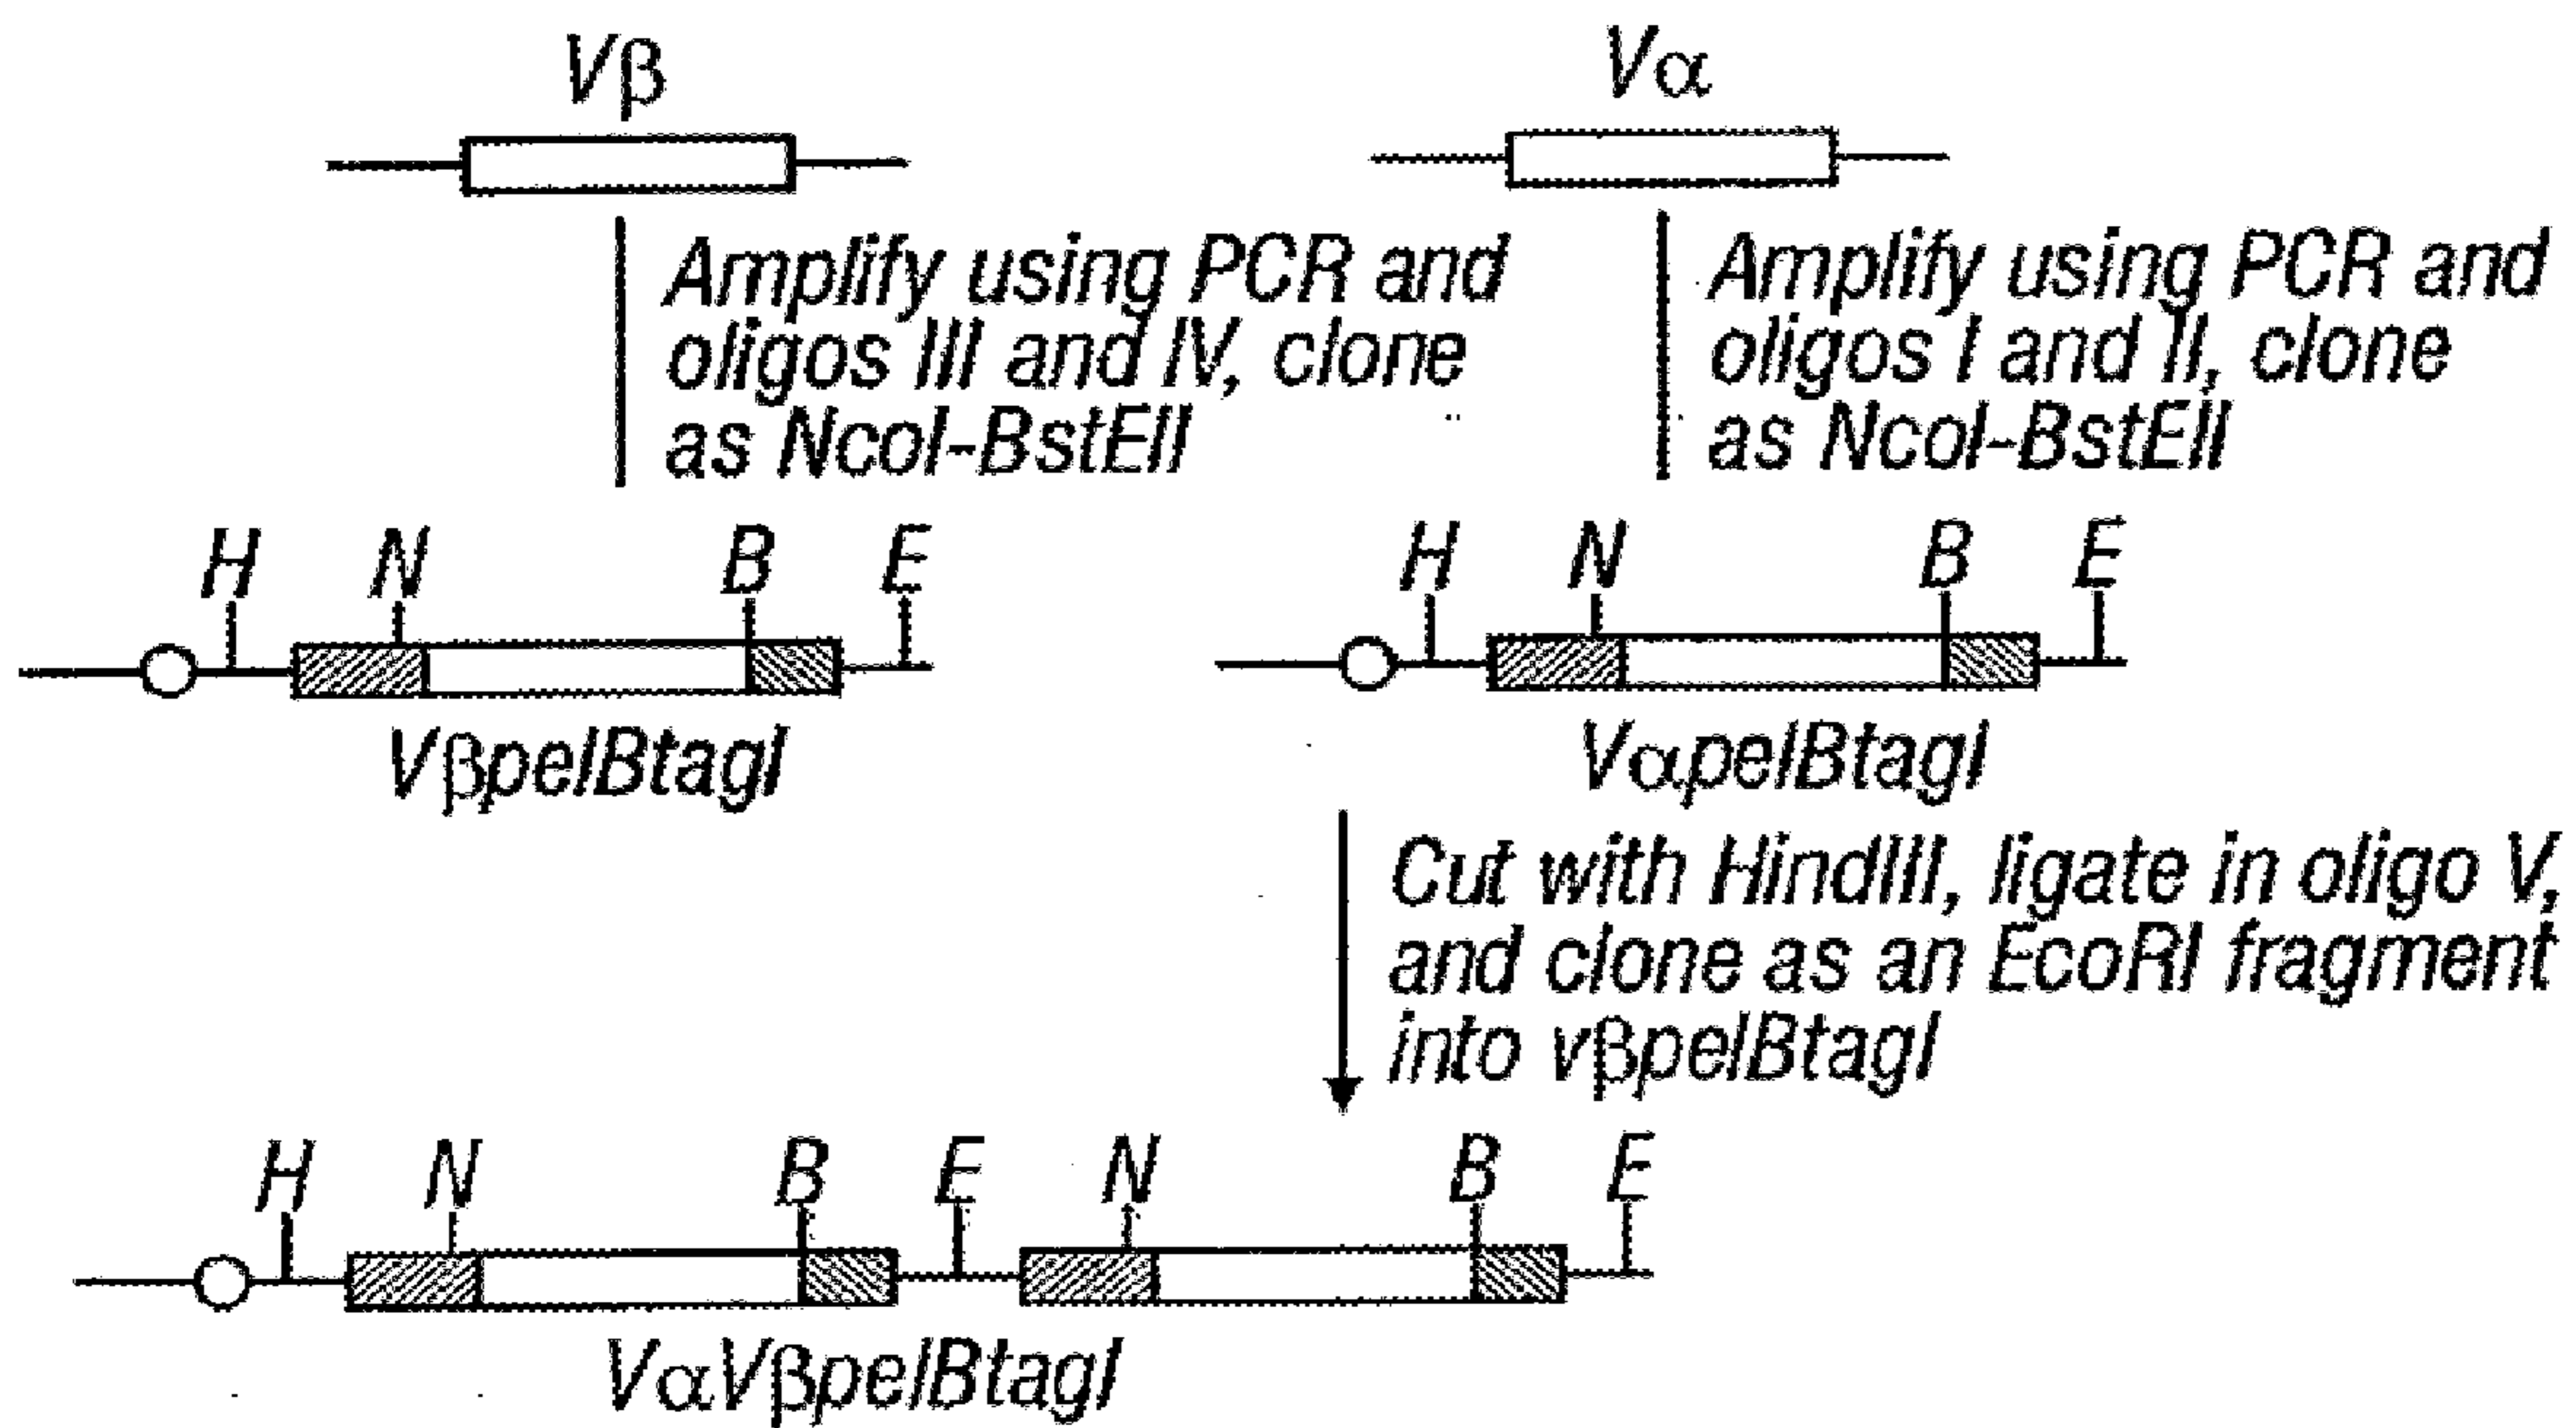 Vβ
Vα
Amplify using PCR and
oligos III and IV, clone
as NcoI-BstEII
Amplify using PCR and
oligos I and II, clone
as NcoI-BstEII
H N B E
H N B E
VβpelBtagI
VαpelBtagI
Cut with HindIII, ligate in oligo V,
and clone as an EcoRI fragment
into vβpelBtagI
H N B E N B E
VαVβpelBtagI